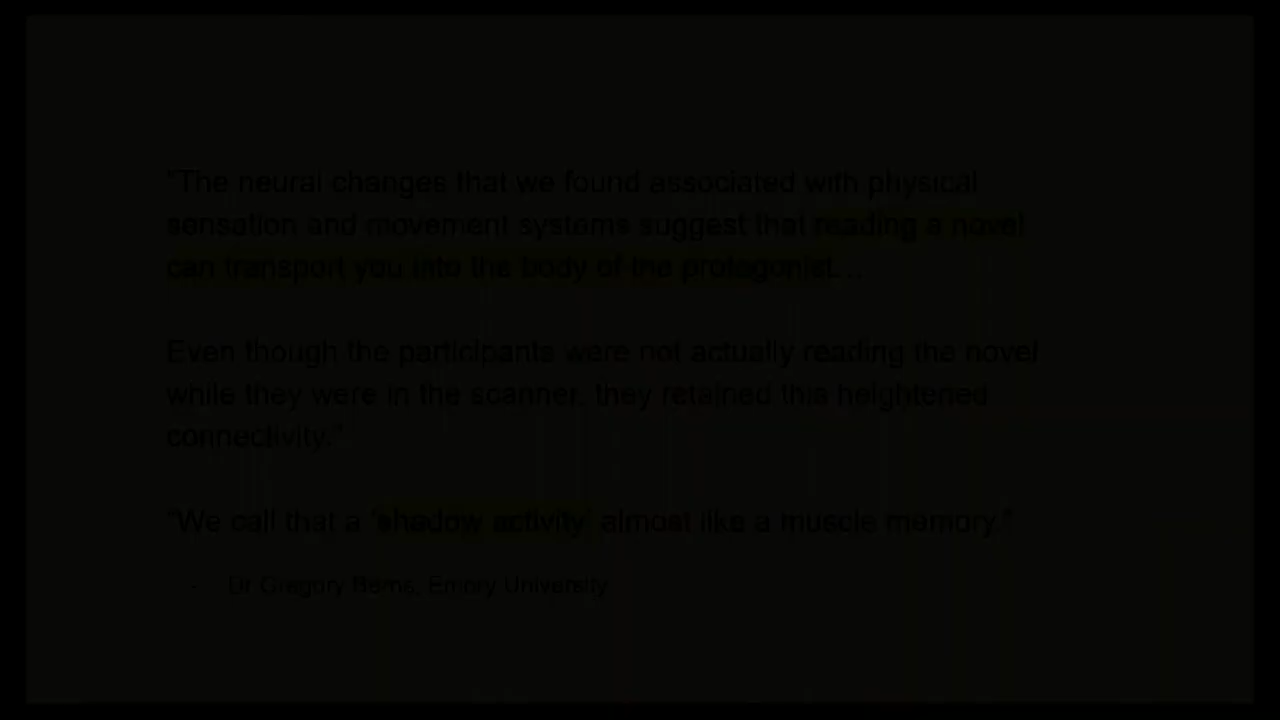 "The neural changes that we found associated with physical
sensation and movement systems suggest that reading a novel
can transport you into the body of the protagonist...
Even though the participants were not actually reading the novel
while they were in the scanner, they retained this heightened
connectivity."
"We call that a 'shadow activity' almost like a muscle memory."
- Dr Gregory Berns, Emory University